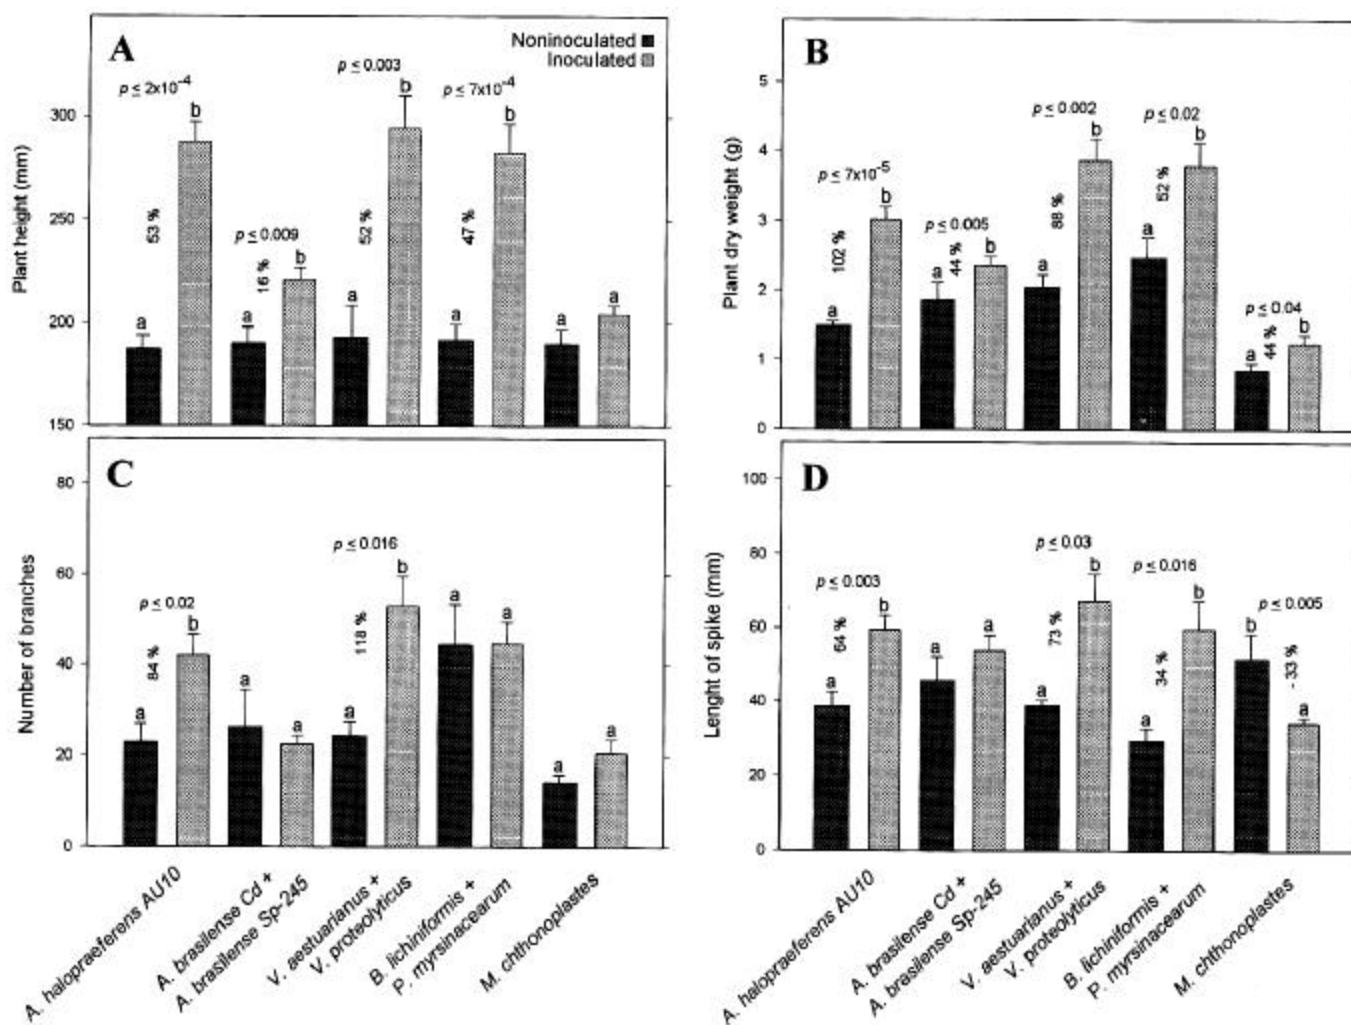 A
Noninoculated
Inoculated
p ≤ 2x10-4
p ≤ 0.003
p ≤ 7x10-4
p ≤ 0.009
53 %
16 %
52 %
47 %
a
b
a
b
a
b
a
b
a
a
Plant height (mm)
300
250
200
150
B
p ≤ 7x10-5
p ≤ 0.005
p ≤ 0.002
p ≤ 0.02
p ≤ 0.04
102 %
44 %
88 %
52 %
44 %
a
b
a
b
a
b
a
b
a
b
Plant dry weight (g)
5
4
3
2
1
0
C
p ≤ 0.02
p ≤ 0.016
84 %
118 %
a
b
a
a
a
b
a
a
a
a
Number of branches
80
60
40
20
0
A. halopraeferens AU10
A. brasilense Cd +
A. brasilense Sp-245
V. aestuarianus +
V. proteolyticus
B. lichiniformis +
P. myrsinacearum
M. chthonoplastes
D
p ≤ 0.003
p ≤ 0.03
p ≤ 0.016
p ≤ 0.005
73 %
34 %
- 33 %
a
b
a
a
a
b
a
b
b
a
Lenght of spike (mm)
100
80
60
40
20
0
A. halopraeferens AU10
A. brasilense Cd +
A. brasilense Sp-245
V. aestuarianus +
V. proteolyticus
B. lichiniformis +
P. myrsinacearum
M. chthonoplastes